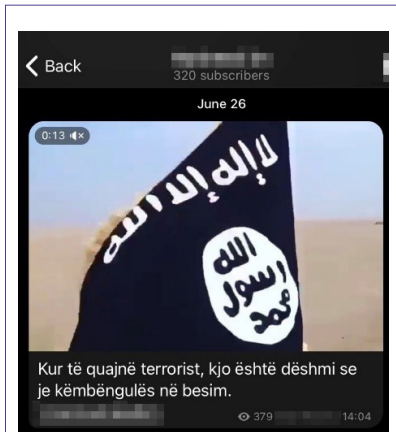 Back
320 subscribers
June 26
0:13
لا إله إلا الله
الله
رسول
محمد
Kur të quajnë terrorist, kjo është dëshmi se
je këmbëngulës në besim.
379
14:04